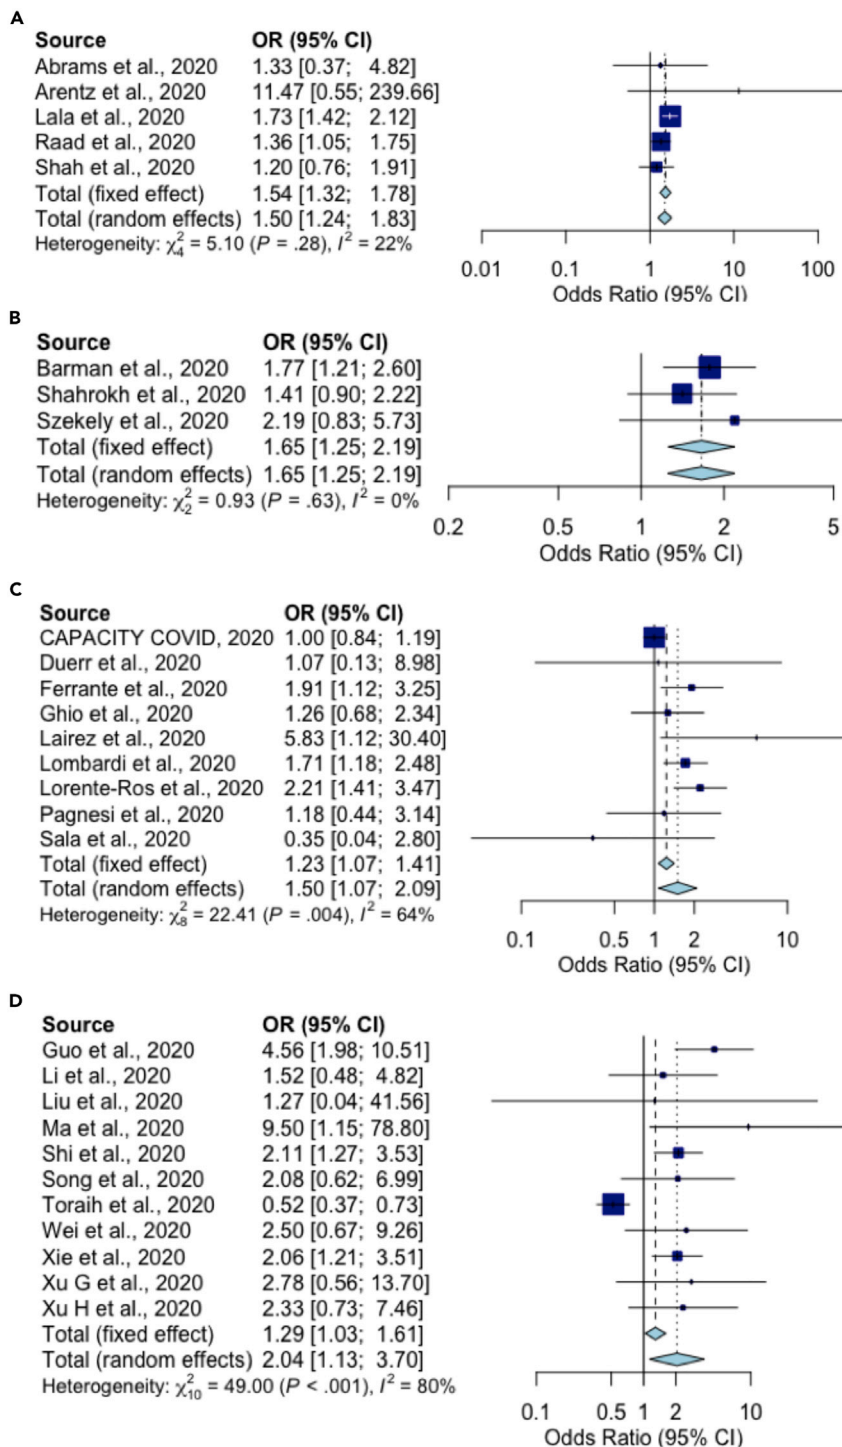 A
Source OR (95% CI)
Abrams et al., 2020 1.33 [0.37; 4.82]
Arentz et al., 2020 11.47 [0.55; 239.66]
Lala et al., 2020 1.73 [1.42; 2.12]
Raad et al., 2020 1.36 [1.05; 1.75]
Shah et al., 2020 1.20 [0.76; 1.91]
Total (fixed effect) 1.54 [1.32; 1.78]
Total (random effects) 1.50 [1.24; 1.83]
Heterogeneity: χ²₄ = 5.10 (P = .28), I² = 22%
0.01 0.1 1 10 100
Odds Ratio (95% CI)
B
Source OR (95% CI)
Barman et al., 2020 1.77 [1.21; 2.60]
Shahrokh et al., 2020 1.41 [0.90; 2.22]
Szekely et al., 2020 2.19 [0.83; 5.73]
Total (fixed effect) 1.65 [1.25; 2.19]
Total (random effects) 1.65 [1.25; 2.19]
Heterogeneity: χ²₂ = 0.93 (P = .63), I² = 0%
0.2 0.5 1 2 5
Odds Ratio (95% CI)
C
Source OR (95% CI)
CAPACITY COVID, 2020 1.00 [0.84; 1.19]
Duerr et al., 2020 1.07 [0.13; 8.98]
Ferrante et al., 2020 1.91 [1.12; 3.25]
Ghio et al., 2020 1.26 [0.68; 2.34]
Lairez et al., 2020 5.83 [1.12; 30.40]
Lombardi et al., 2020 1.71 [1.18; 2.48]
Lorente-Ros et al., 2020 2.21 [1.41; 3.47]
Pagnesi et al., 2020 1.18 [0.44; 3.14]
Sala et al., 2020 0.35 [0.04; 2.80]
Total (fixed effect) 1.23 [1.07; 1.41]
Total (random effects) 1.50 [1.07; 2.09]
Heterogeneity: χ²₈ = 22.41 (P = .004), I² = 64%
0.1 0.5 1 2 10
Odds Ratio (95% CI)
D
Source OR (95% CI)
Guo et al., 2020 4.56 [1.98; 10.51]
Li et al., 2020 1.52 [0.48; 4.82]
Liu et al., 2020 1.27 [0.04; 41.56]
Ma et al., 2020 9.50 [1.15; 78.80]
Shi et al., 2020 2.11 [1.27; 3.53]
Song et al., 2020 2.08 [0.62; 6.99]
Toraih et al., 2020 0.52 [0.37; 0.73]
Wei et al., 2020 2.50 [0.67; 9.26]
Xie et al., 2020 2.06 [1.21; 3.51]
Xu G et al., 2020 2.78 [0.56; 13.70]
Xu H et al., 2020 2.33 [0.73; 7.46]
Total (fixed effect) 1.29 [1.03; 1.61]
Total (random effects) 2.04 [1.13; 3.70]
Heterogeneity: χ²₁₀ = 49.00 (P < .001), I² = 80%
0.1 0.5 1 2 10
Odds Ratio (95% CI)